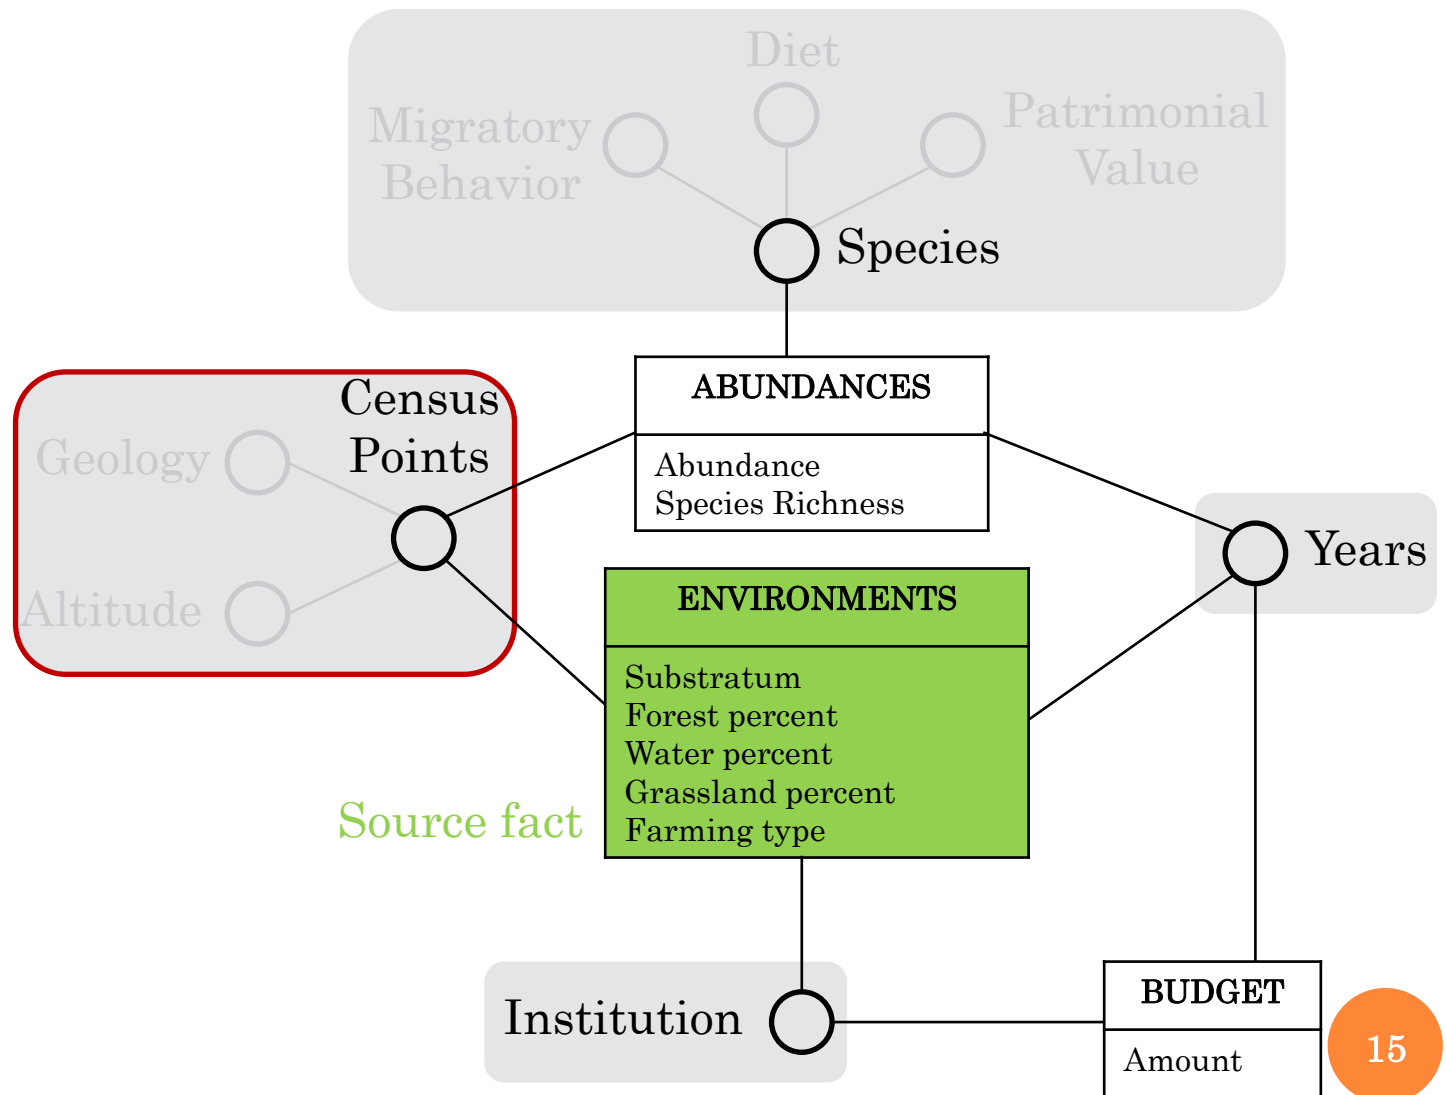 Diet
Migratory
Behavior
Patrimonial
Value
Species
ABUNDANCES
Abundance
Species Richness
Census
Points
Geology
Altitude
Years
ENVIRONMENTS
Substratum
Forest percent
Water percent
Grassland percent
Farming type
Source fact
Institution
BUDGET
Amount
15